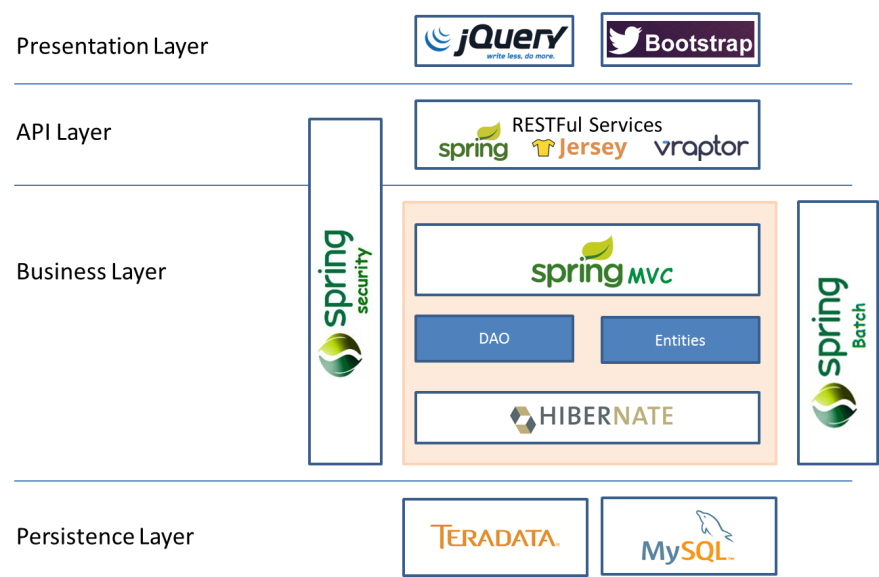 Presentation Layer
jQuery
write less, do more.
Bootstrap
API Layer
RESTFul Services
spring
Jersey
vraptor
Business Layer
spring
security
spring MVC
DAO
Entities
HIBERNATE
spring
Batch
Persistence Layer
TERADATA
MySQL™